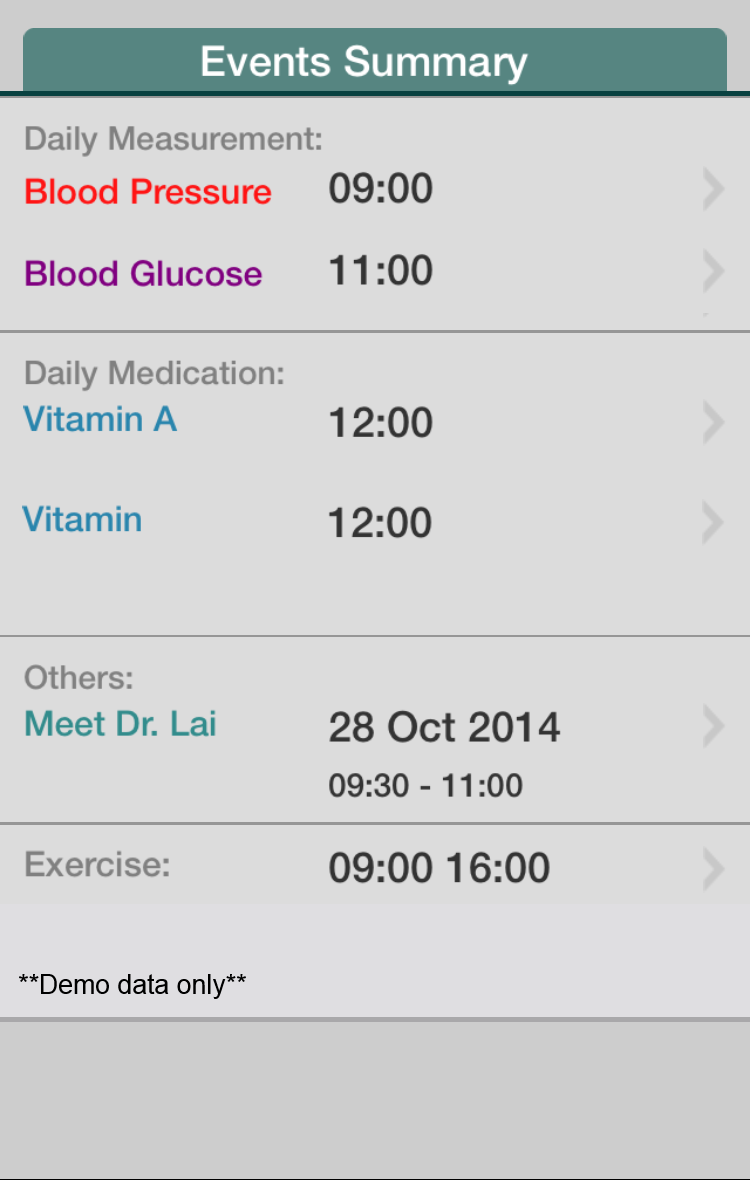 Events Summary
Daily Measurement:
Blood Pressure 09:00
Blood Glucose 11:00
Daily Medication:
Vitamin A 12:00
Vitamin 12:00
Others:
Meet Dr. Lai 28 Oct 2014
09:30 - 11:00
Exercise: 09:00 16:00
**Demo data only**